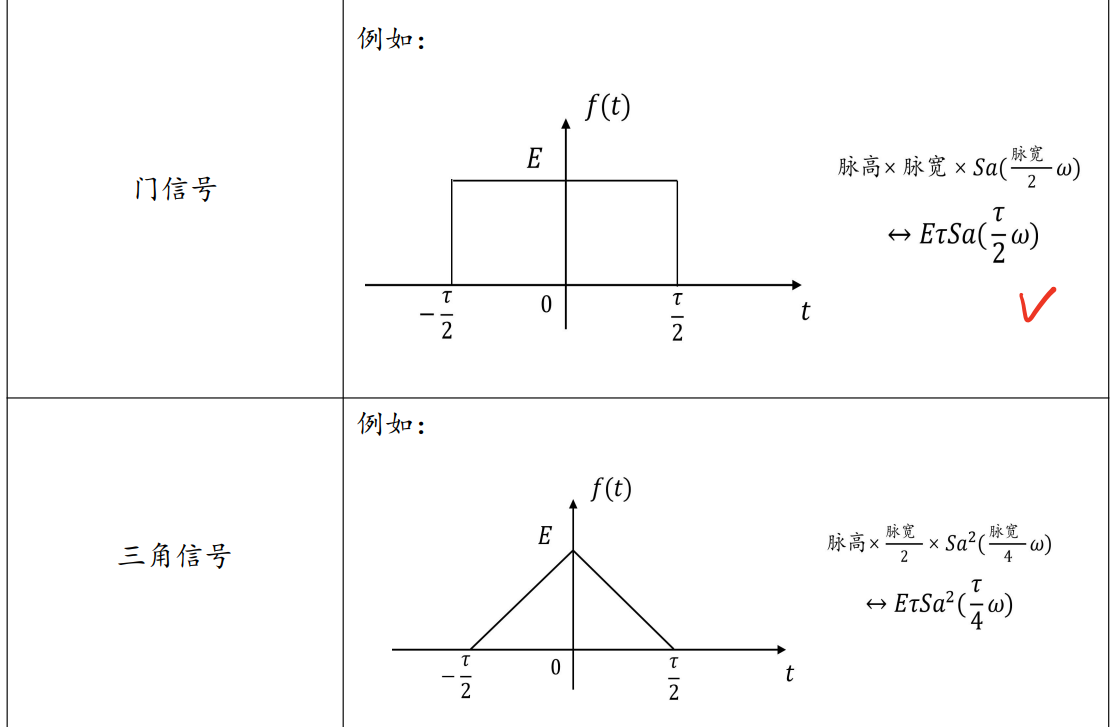 例如：
f(t)
E
门信号
脉高× 脉宽 × Sa(脉宽/2 ω)
↔ EτSa(τ/2 ω)
-τ/2 0 τ/2 t
例如：
f(t)
E
三角信号
脉高× 脉宽/2 × Sa²(脉宽/4 ω)
↔ EτSa²(τ/4 ω)
-τ/2 0 τ/2 t